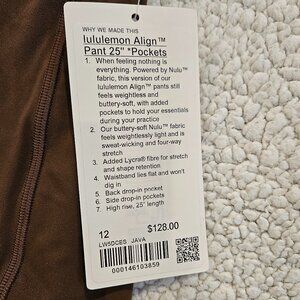 WHY WE MADE THIS
lululemon Align™
Pant 25" *Pockets
1. When feeling nothing is
everything. Powered by Nulu™
fabric, this version of our
lululemon Align™ pants still
feels weightless and
buttery-soft, with added
pockets to hold your essentials
during your practice
2. Our buttery-soft Nulu™ fabric
feels weightlessly light and is
sweat-wicking and four-way
stretch
3. Added Lycra® fibre for stretch
and shape retention
4. Waistband lies flat and won't
dig in
5. Back drop-in pocket
6. Side drop-in pockets
7. High rise, 25" length
12 $128.00
LW5DCES JAVA
000146103859